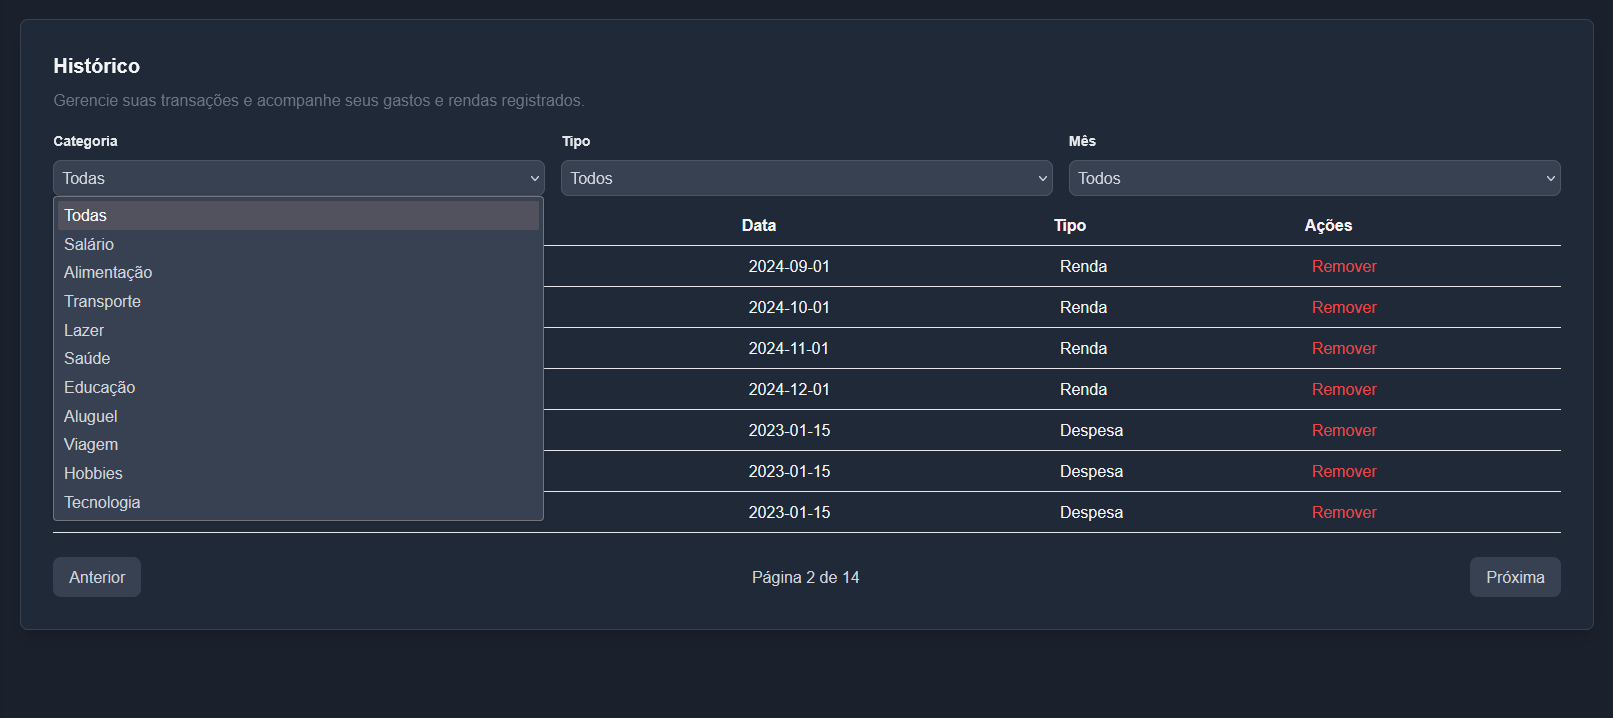 Histórico
Gerencie suas transações e acompanhe seus gastos e rendas registrados.
Categoria Tipo Mês
Todas Todos Todos
Todas
Salário
Alimentação
Transporte
Lazer
Saúde
Educação
Aluguel
Viagem
Hobbies
Tecnologia
Data Tipo Ações
2024-09-01 Renda Remover
2024-10-01 Renda Remover
2024-11-01 Renda Remover
2024-12-01 Renda Remover
2023-01-15 Despesa Remover
2023-01-15 Despesa Remover
2023-01-15 Despesa Remover
Anterior Página 2 de 14 Próxima